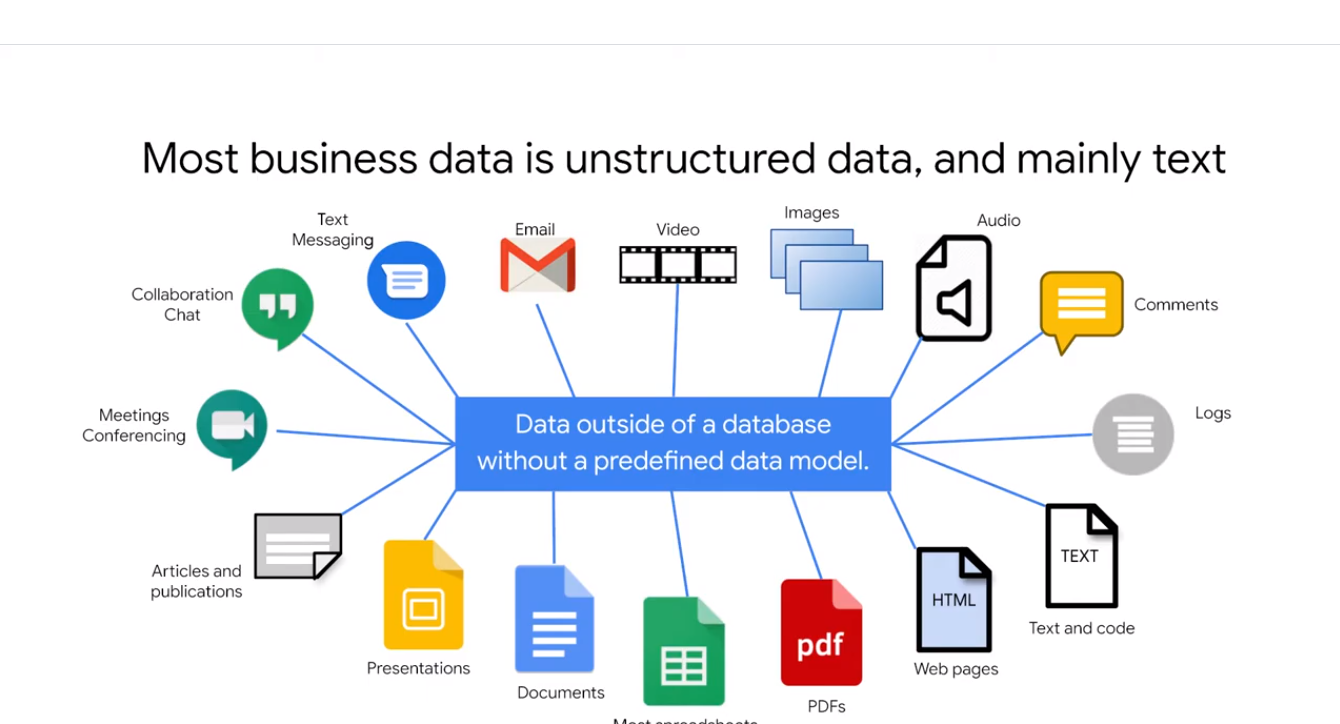 Most business data is unstructured data, and mainly text
Text
Messaging
Email
Video
Images
Audio
Collaboration
Chat
Comments
Data outside of a database
without a predefined data model.
Meetings
Conferencing
Logs
Articles and
publications
TEXT
Text and code
HTML
Web pages
Presentations
Documents
Most spreadsheets
pdf
PDFs